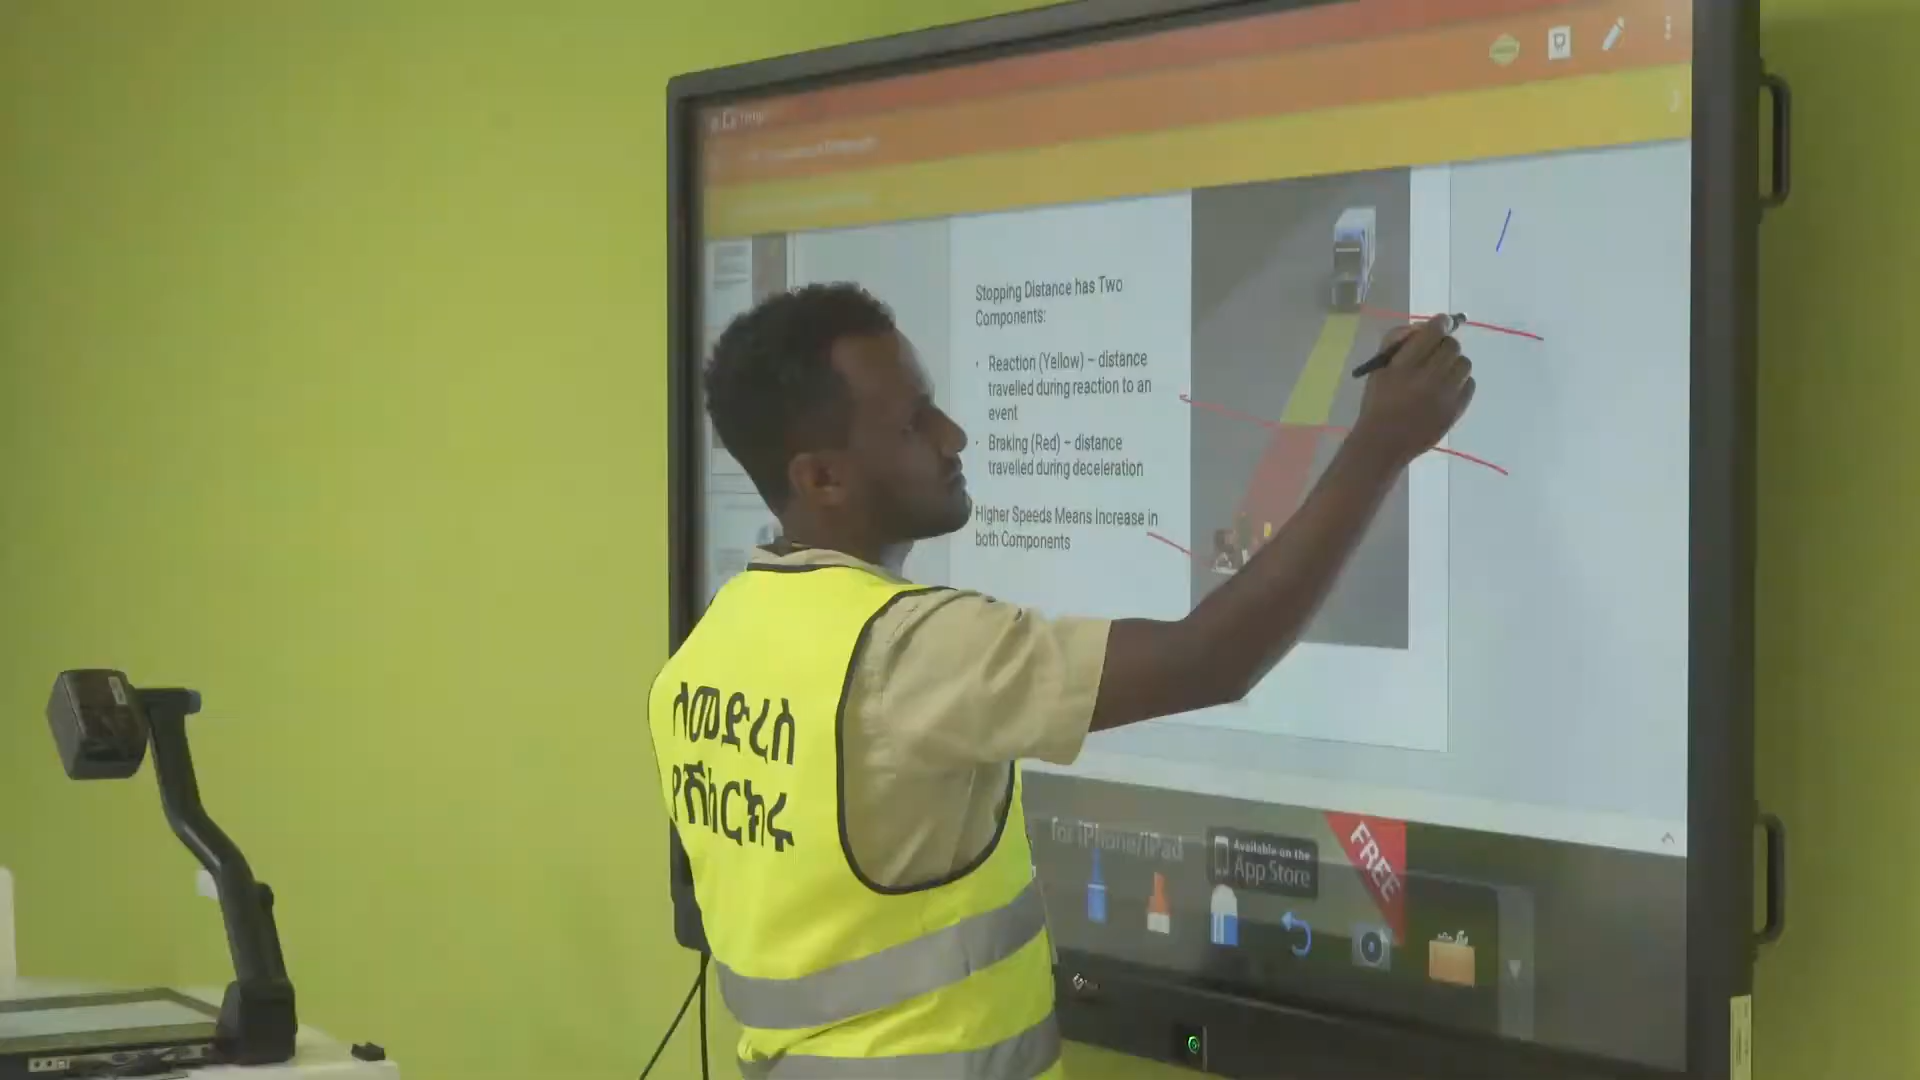 Stopping Distance has Two
Components:
· Reaction (Yellow) – distance
travelled during reaction to an
event
· Braking (Red) – distance
travelled during deceleration
Higher Speeds Means Increase in
both Components
ለመድረስ
የሽከርክሩ
for iPhone/iPad
Available on the
App Store
FREE